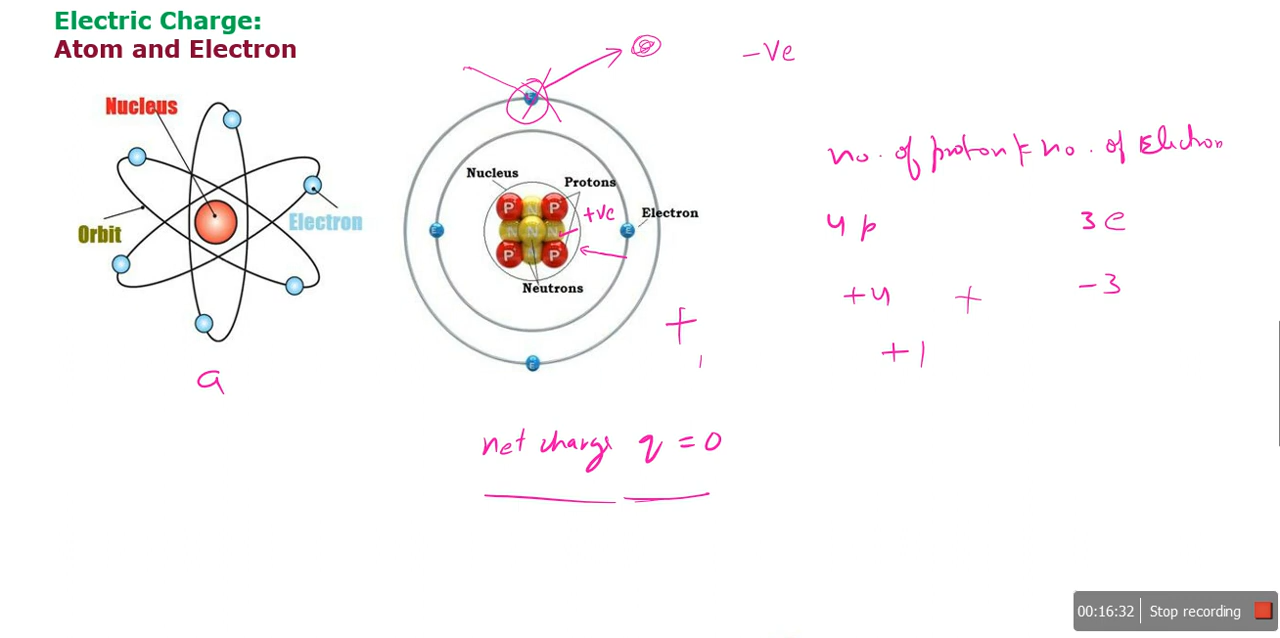 Electric Charge:
Atom and Electron
Nucleus
Electron
Orbit
a
-ve
Nucleus
Protons
+ve
Electron
P N P
N N N
P N P
Neutrons
E
E
E
+
net charge q = 0
no. of proton ≠ no. of Electron
4 p 3 e
+4 + -3
+1
00:16:32 Stop recording